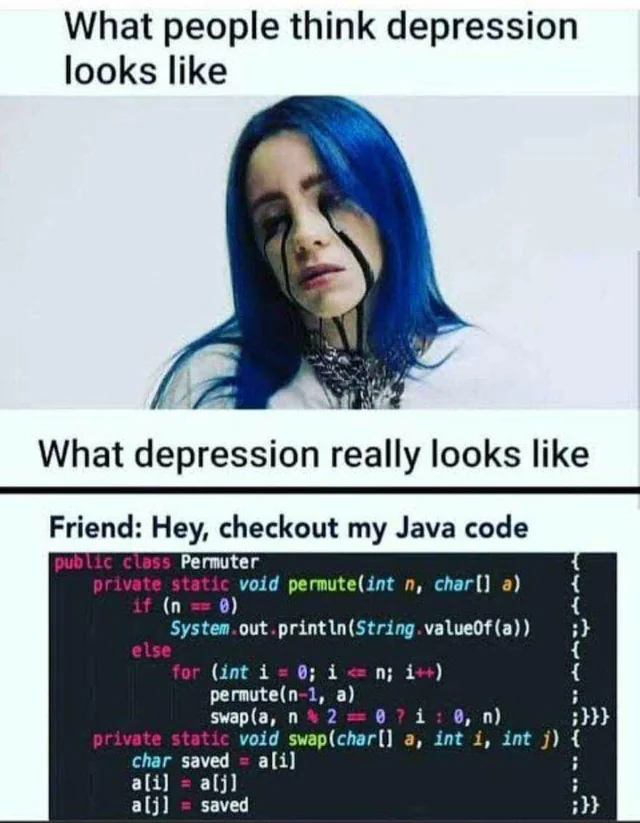 What people think depression
looks like
What depression really looks like
Friend: Hey, checkout my Java code
public class Permuter {
private static void permute(int n, char[] a) {
if (n == 0) {
System.out.println(String.valueOf(a)) ;}
else {
for (int i = 0; i <= n; i++) {
permute(n-1, a) ;
swap(a, n % 2 == 0 ? i : 0, n) ;}}}
private static void swap(char[] a, int i, int j) {
char saved = a[i] ;
a[i] = a[j] ;
a[j] = saved ;}}